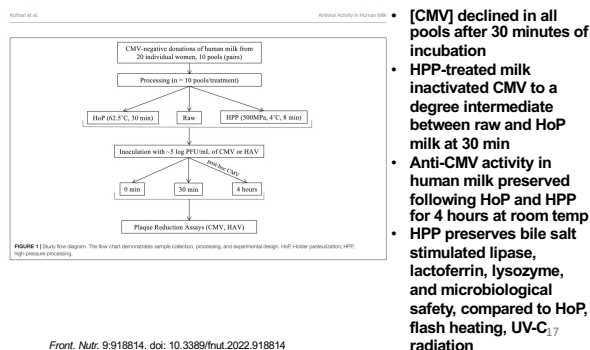 Kothari et al.
Antiviral Activity in Human Milk
CMV-negative donations of human milk from
20 individual women, 10 pools (pairs)
Processing (n = 10 pools/treatment)
HoP (62.5°C, 30 min)
Raw
HPP (500MPa, 4°C, 8 min)
Inoculation with ~5 log PFU/mL of CMV or HAV
post-hoc CMV
0 min
30 min
4 hours
Plaque Reduction Assays (CMV, HAV)
FIGURE 1 | Study flow diagram. The flow chart demonstrates sample collection, processing, and experimental design. HoP, Holder pasteurization; HPP,
high-pressure processing.
Front. Nutr. 9:918814. doi: 10.3389/fnut.2022.918814
• [CMV] declined in all
pools after 30 minutes of
incubation
• HPP-treated milk
inactivated CMV to a
degree intermediate
between raw and HoP
milk at 30 min
• Anti-CMV activity in
human milk preserved
following HoP and HPP
for 4 hours at room temp
• HPP preserves bile salt
stimulated lipase,
lactoferrin, lysozyme,
and microbiological
safety, compared to HoP,
flash heating, UV-C
radiation
17